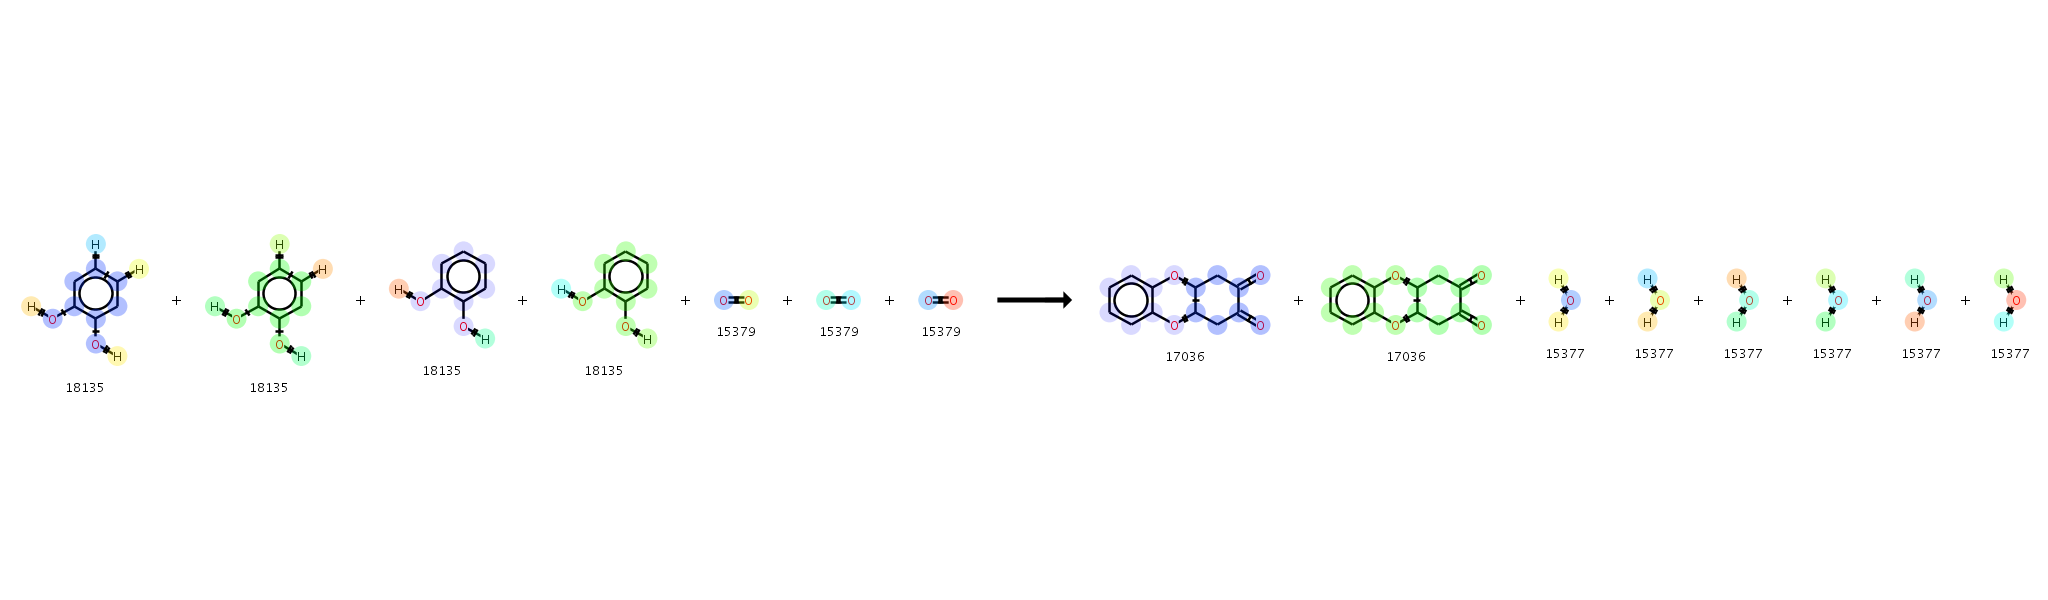 H H H O O H + H H H O O H + H O O H + H O O H + O O + O O + O O O O O O + O O O O + H O H + H O H + H O H + H O H + H O H + H O H
18135 18135 18135 18135 15379 15379 15379 17036 17036 15377 15377 15377 15377 15377 15377